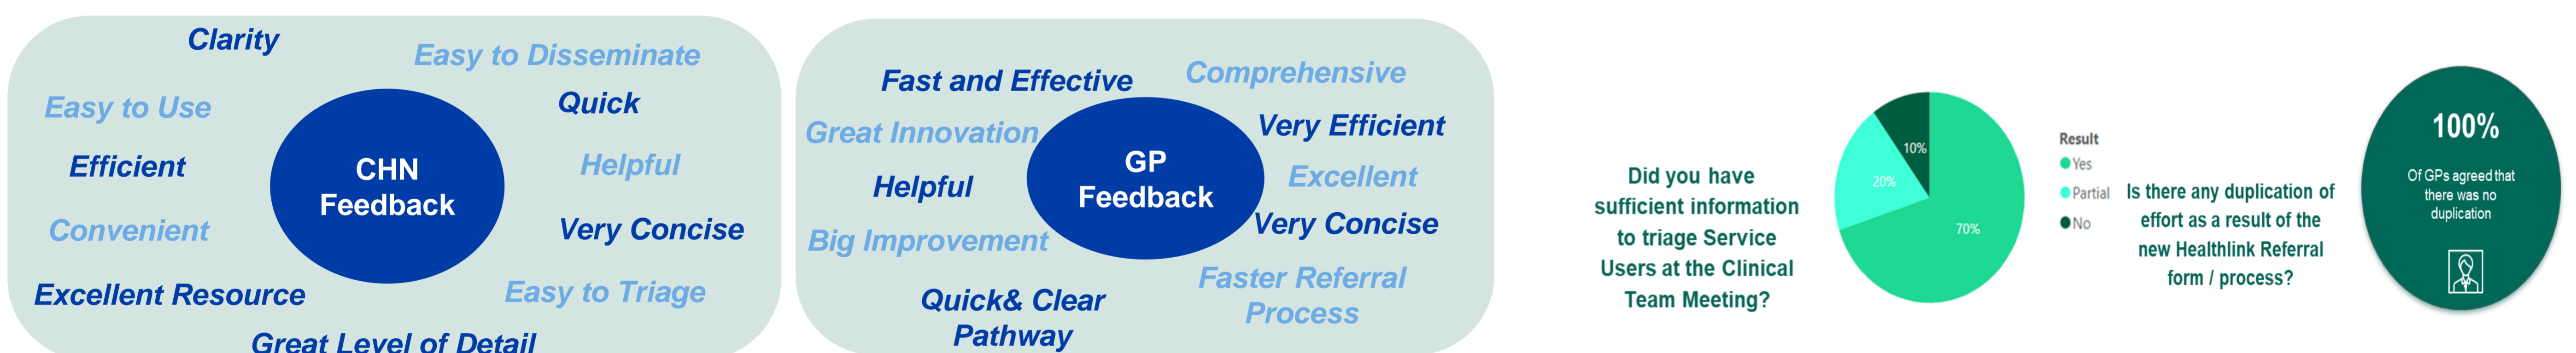 Clarity
Easy to Disseminate
Easy to Use
Quick
Efficient
CHN
Feedback
Helpful
Convenient
Very Concise
Excellent Resource
Easy to Triage
Great Level of Detail
Fast and Effective
Comprehensive
Great Innovation
Very Efficient
GP
Feedback
Helpful
Excellent
Big Improvement
Very Concise
Quick& Clear
Pathway
Faster Referral
Process
Did you have
sufficient information
to triage Service
Users at the Clinical
Team Meeting?
10%
20%
70%
Result
Yes
Partial
No
Is there any duplication of
effort as a result of the
new Healthlink Referral
form / process?
100%
Of GPs agreed that
there was no
duplication